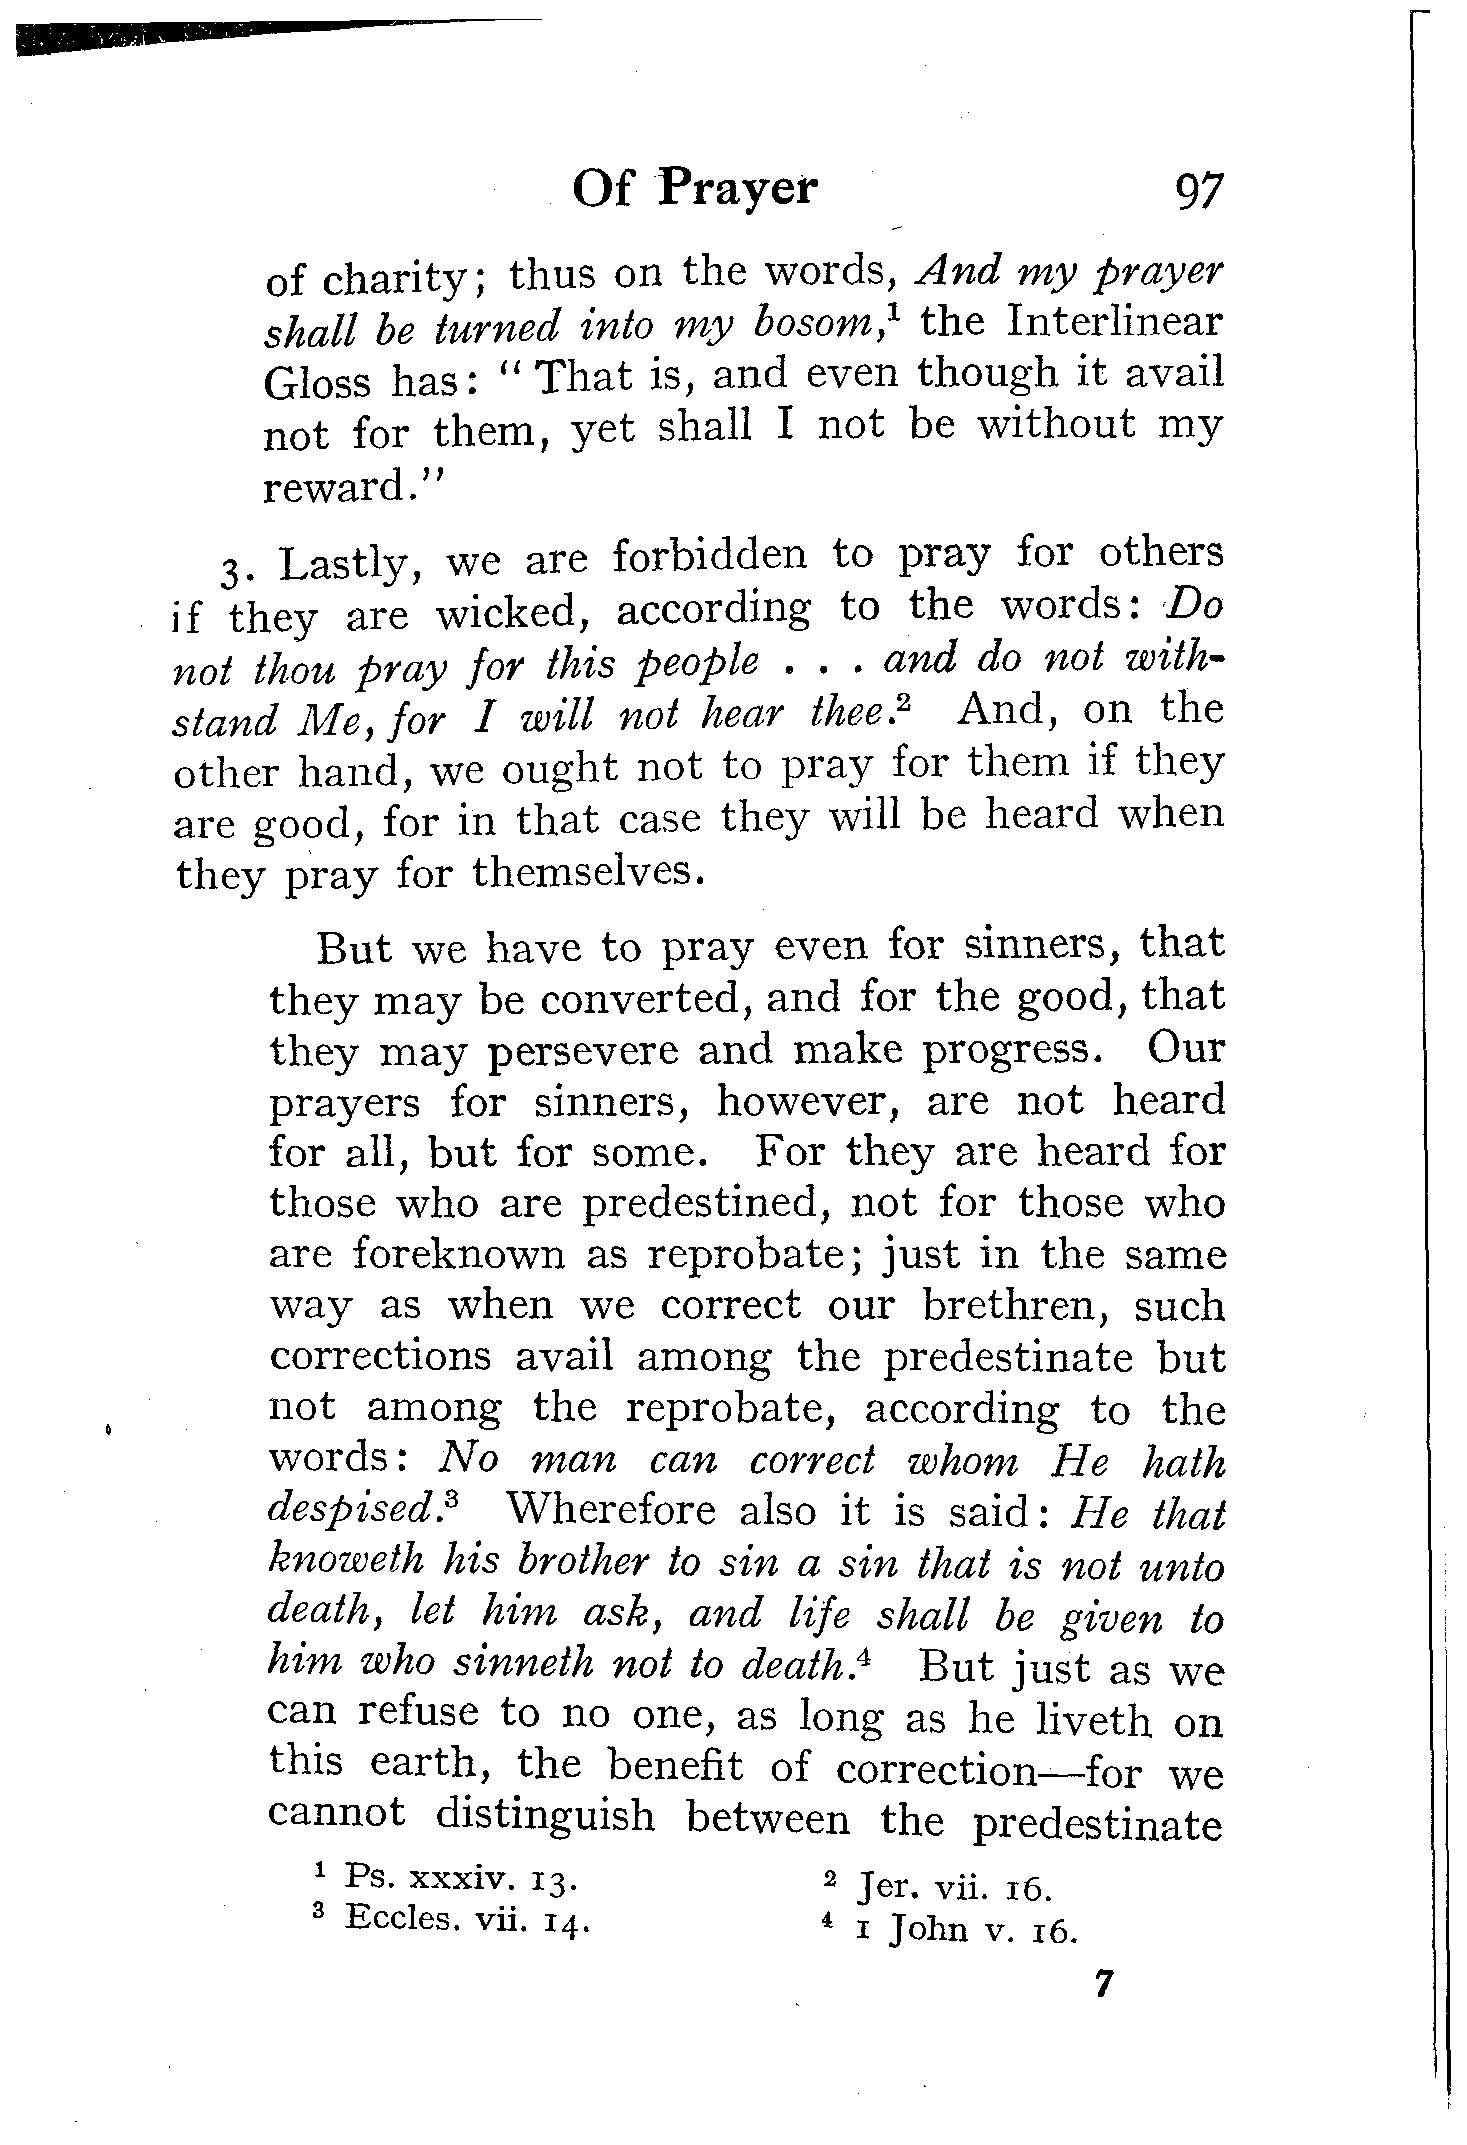 Of Prayer 97
of charity; thus on the words, And my prayer
shall be turned into my bosom,¹ the Interlinear
Gloss has: “That is, and even though it avail
not for them, yet shall I not be without my
reward.”
3. Lastly, we are forbidden to pray for others
if they are wicked, according to the words: Do
not thou pray for this people . . . and do not with-
stand Me, for I will not hear thee.² And, on the
other hand, we ought not to pray for them if they
are good, for in that case they will be heard when
they pray for themselves.
But we have to pray even for sinners, that
they may be converted, and for the good, that
they may persevere and make progress. Our
prayers for sinners, however, are not heard
for all, but for some. For they are heard for
those who are predestined, not for those who
are foreknown as reprobate; just in the same
way as when we correct our brethren, such
corrections avail among the predestinate but
not among the reprobate, according to the
words: No man can correct whom He hath
despised.³ Wherefore also it is said: He that
knoweth his brother to sin a sin that is not unto
death, let him ask, and life shall be given to
him who sinneth not to death.⁴ But just as we
can refuse to no one, as long as he liveth on
this earth, the benefit of correction—for we
cannot distinguish between the predestinate
¹ Ps. xxxiv. 13. ² Jer. vii. 16.
³ Eccles. vii. 14. ⁴ 1 John v. 16.
7